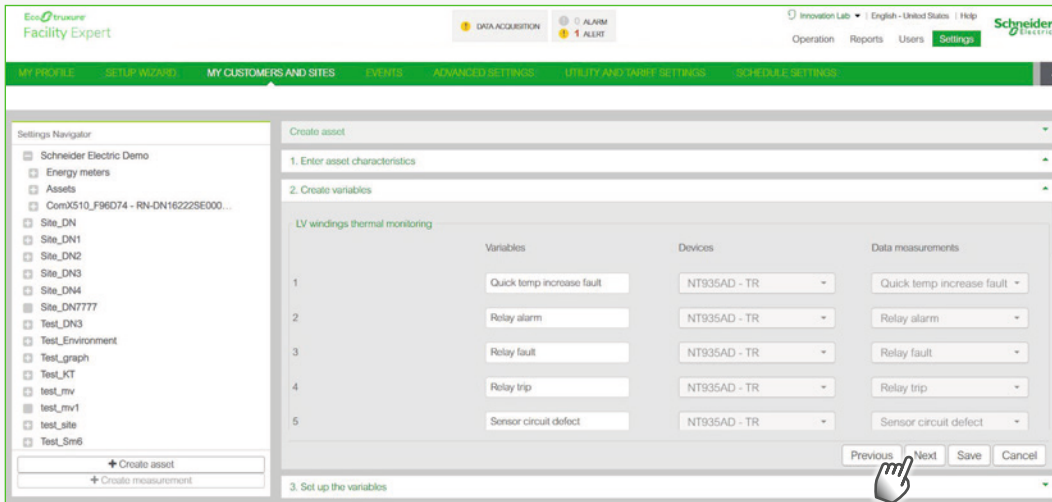 EcoStruxure
Facility Expert
DATA ACQUISITION
0 ALARM
1 ALERT
Innovation Lab | English - United States | Help
Operation Reports Users Settings
Schneider Electric
MY PROFILE SETUP WIZARD MY CUSTOMERS AND SITES EVENTS ADVANCED SETTINGS UTILITY AND TARIFF SETTINGS SCHEDULE SETTINGS
Settings Navigator
Schneider Electric Demo
Energy meters
Assets
ComX510_F96D74 - RN-DN16222SE000...
Site_DN
Site_DN1
Site_DN2
Site_DN3
Site_DN4
Site_DN7777
Test_DN3
Test_Environment
Test_graph
Test_KT
test_mv
test_mv1
test_site
Test_Sm6
+ Create asset
+ Create measurement
Create asset
1. Enter asset characteristics
2. Create variables
LV windings thermal monitoring
Variables Devices Data measurements
1 Quick temp increase fault NT935AD - TR Quick temp increase fault
2 Relay alarm NT935AD - TR Relay alarm
3 Relay fault NT935AD - TR Relay fault
4 Relay trip NT935AD - TR Relay trip
5 Sensor circuit defect NT935AD - TR Sensor circuit defect
Previous Next Save Cancel
3. Set up the variables